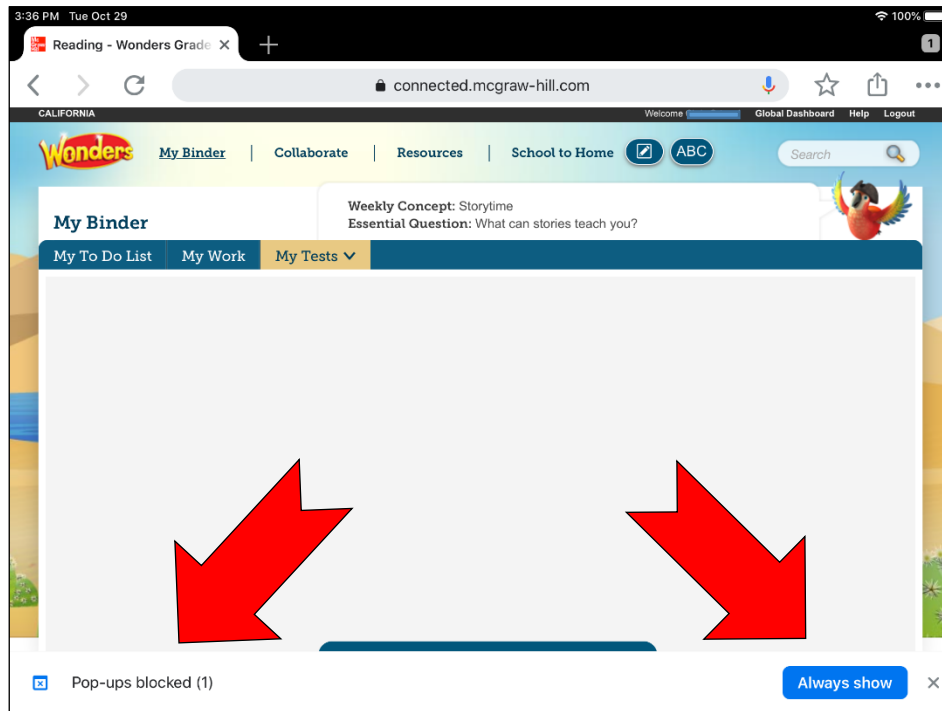 3:36 PM Tue Oct 29 100%
Reading - Wonders Grade 1
connected.mcgraw-hill.com
CALIFORNIA Welcome Global Dashboard Help Logout
Wonders My Binder | Collaborate | Resources | School to Home ABC Search
My Binder
Weekly Concept: Storytime
Essential Question: What can stories teach you?
My To Do List My Work My Tests
Pop-ups blocked (1) Always show